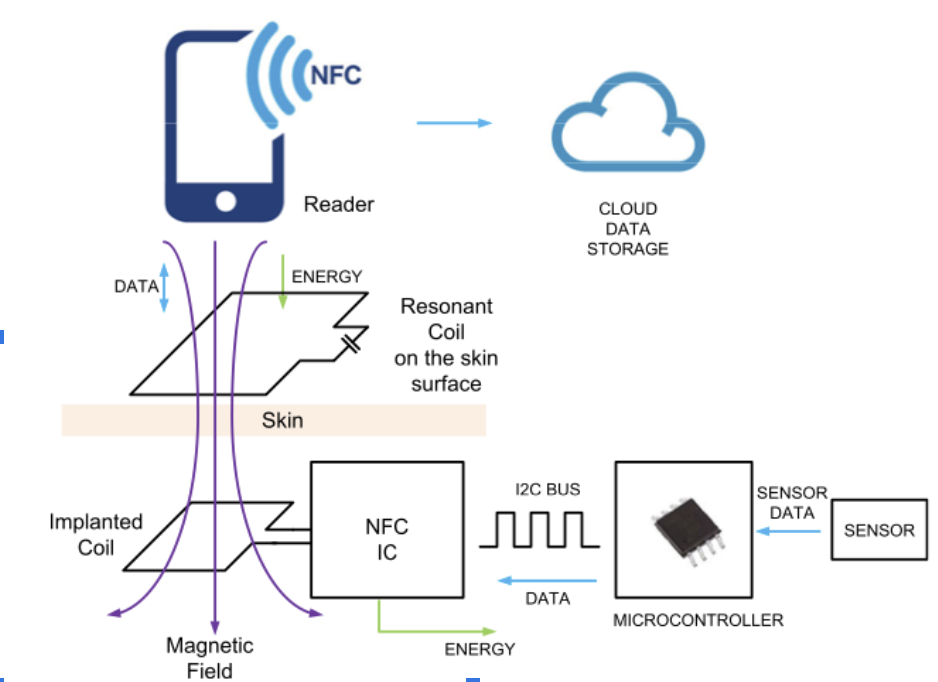 NFC
Reader
CLOUD
DATA
STORAGE
DATA
ENERGY
Resonant
Coil
on the skin
surface
Skin
Implanted
Coil
NFC
IC
I2C BUS
DATA
SENSOR
DATA
SENSOR
MICROCONTROLLER
ENERGY
Magnetic
Field